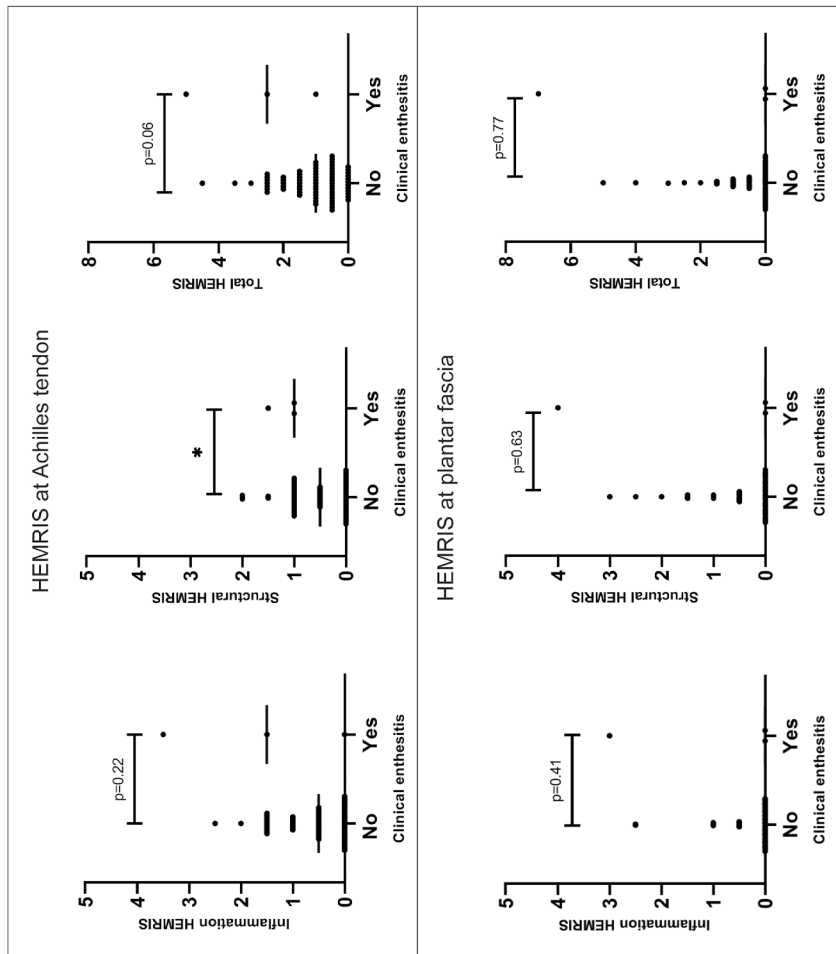 HEMRIS at Achilles tendon
Inflammation HEMRIS
5
4
3
2
1
0
p=0.22
No
Yes
Clinical enthesitis
Structural HEMRIS
5
4
3
2
1
0
*
No
Yes
Clinical enthesitis
Total HEMRIS
8
6
4
2
0
p=0.06
No
Yes
Clinical enthesitis
HEMRIS at plantar fascia
Inflammation HEMRIS
5
4
3
2
1
0
p=0.41
No
Yes
Clinical enthesitis
Structural HEMRIS
5
4
3
2
1
0
p=0.63
No
Yes
Clinical enthesitis
Total HEMRIS
8
6
4
2
0
p=0.77
No
Yes
Clinical enthesitis